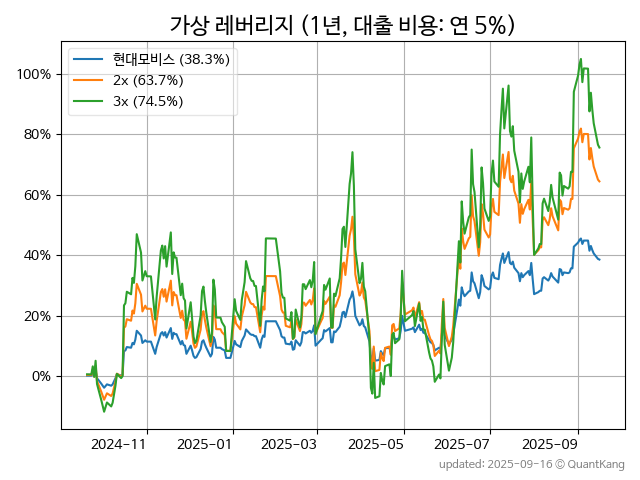 가상 레버리지 (1년, 대출 비용: 연 5%)
현대모비스 (38.3%)
2x (63.7%)
3x (74.5%)
100%
80%
60%
40%
20%
0%
2024-11 2025-01 2025-03 2025-05 2025-07 2025-09
updated: 2025-09-16 © QuantKang